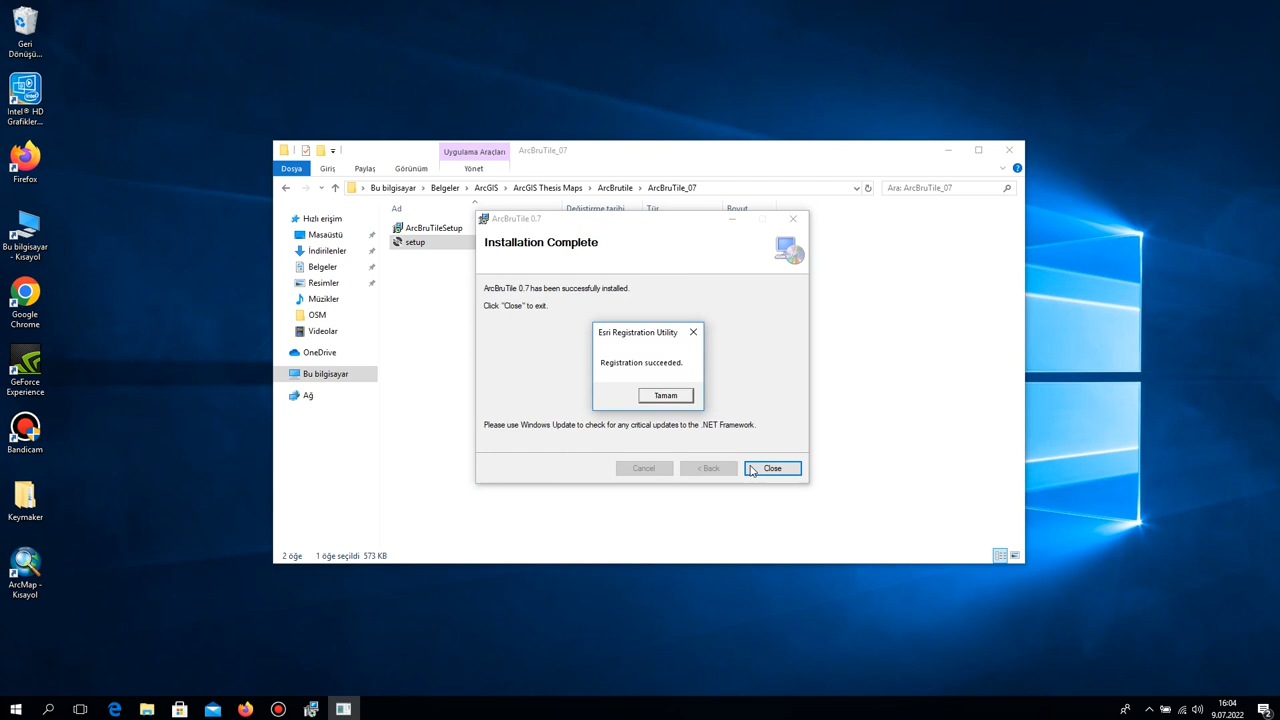 Geri
Dönüşü...
Intel® HD
Grafikler...
Firefox
Bu bilgisayar
- Kısayol
Google
Chrome
GeForce
Experience
Bandicam
Keymaker
ArcMap -
Kısayol
Uygulama Araçları
ArcBruTile_07
Dosya
Giriş
Paylaş
Görünüm
Yönet
Bu bilgisayar
Belgeler
ArcGIS
ArcGIS Thesis Maps
ArcBrutile
ArcBruTile_07
Ara: ArcBruTile_07
Hızlı erişim
Masaüstü
İndirilenler
Belgeler
Resimler
Müzikler
OSM
Videolar
OneDrive
Bu bilgisayar
Ağ
Ad
Değiştirme tarihi
Tür
Boyut
ArcBruTileSetup
setup
ArcBruTile 0.7
Installation Complete
ArcBruTile 0.7 has been successfully installed.
Click "Close" to exit.
Esri Registration Utility
Registration succeeded.
Tamam
Please use Windows Update to check for any critical updates to the .NET Framework.
Cancel
< Back
Close
2 öğe
1 öğe seçildi 573 KB
16:04
9.07.2022
2